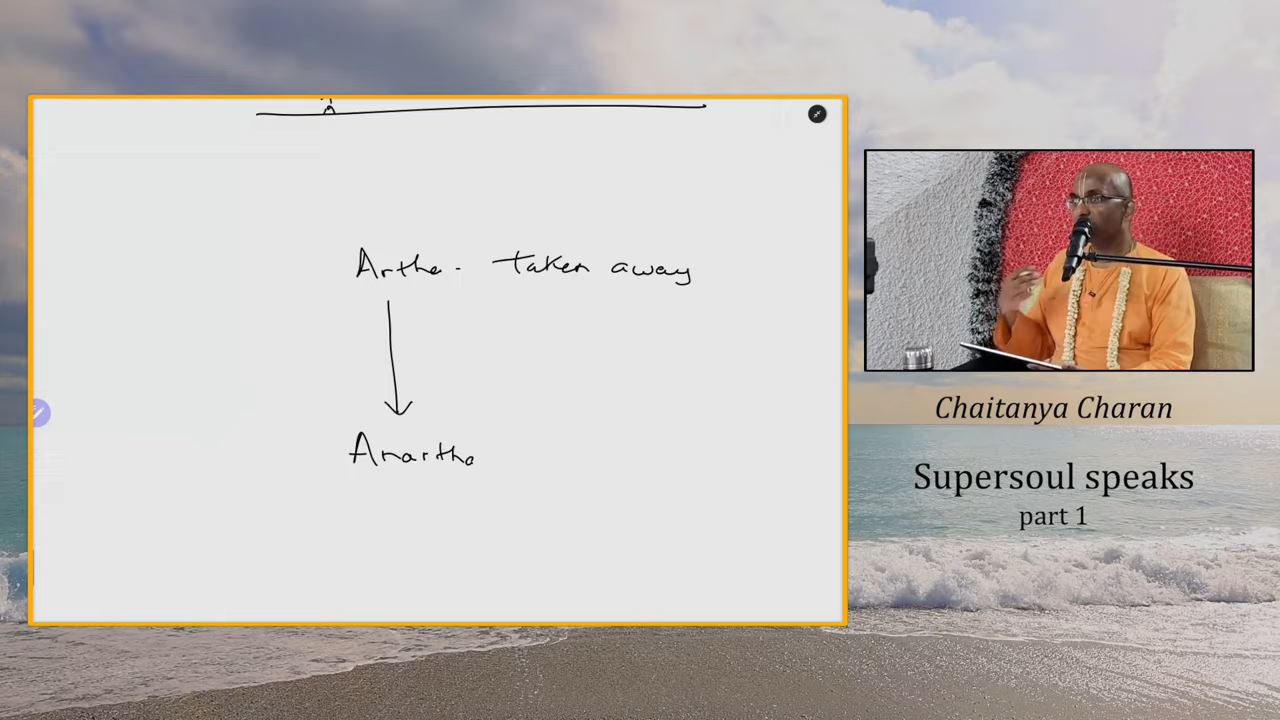 Artha - taken away
Anartha
Chaitanya Charan
Supersoul speaks
part 1